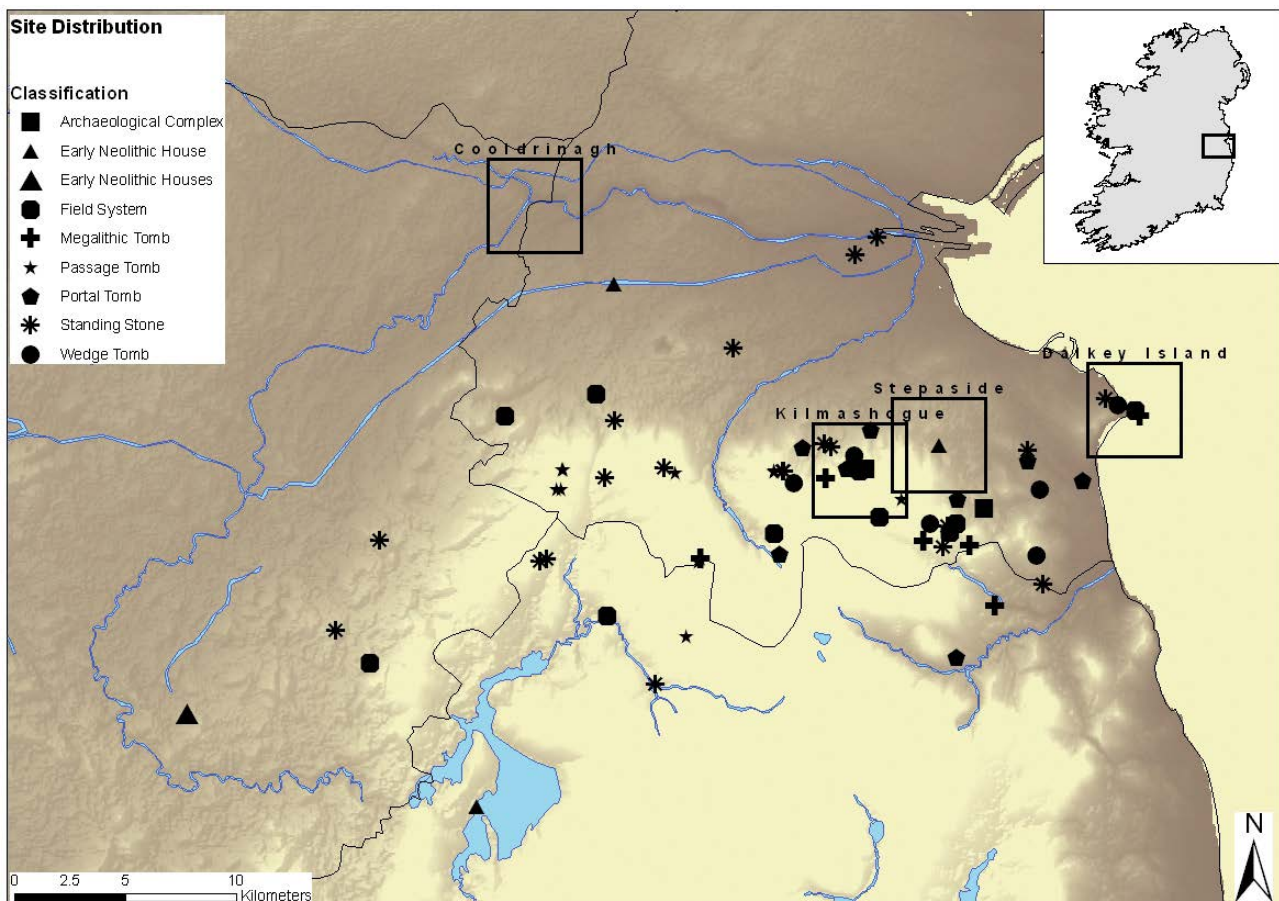 Site Distribution
Classification
Archaeological Complex
Early Neolithic House
Early Neolithic Houses
Field System
Megalithic Tomb
Passage Tomb
Portal Tomb
Standing Stone
Wedge Tomb
Cooldrinagh
Dalkey Island
Stepaside
Kilmashogue
0 2.5 5 10
Kilometers
N